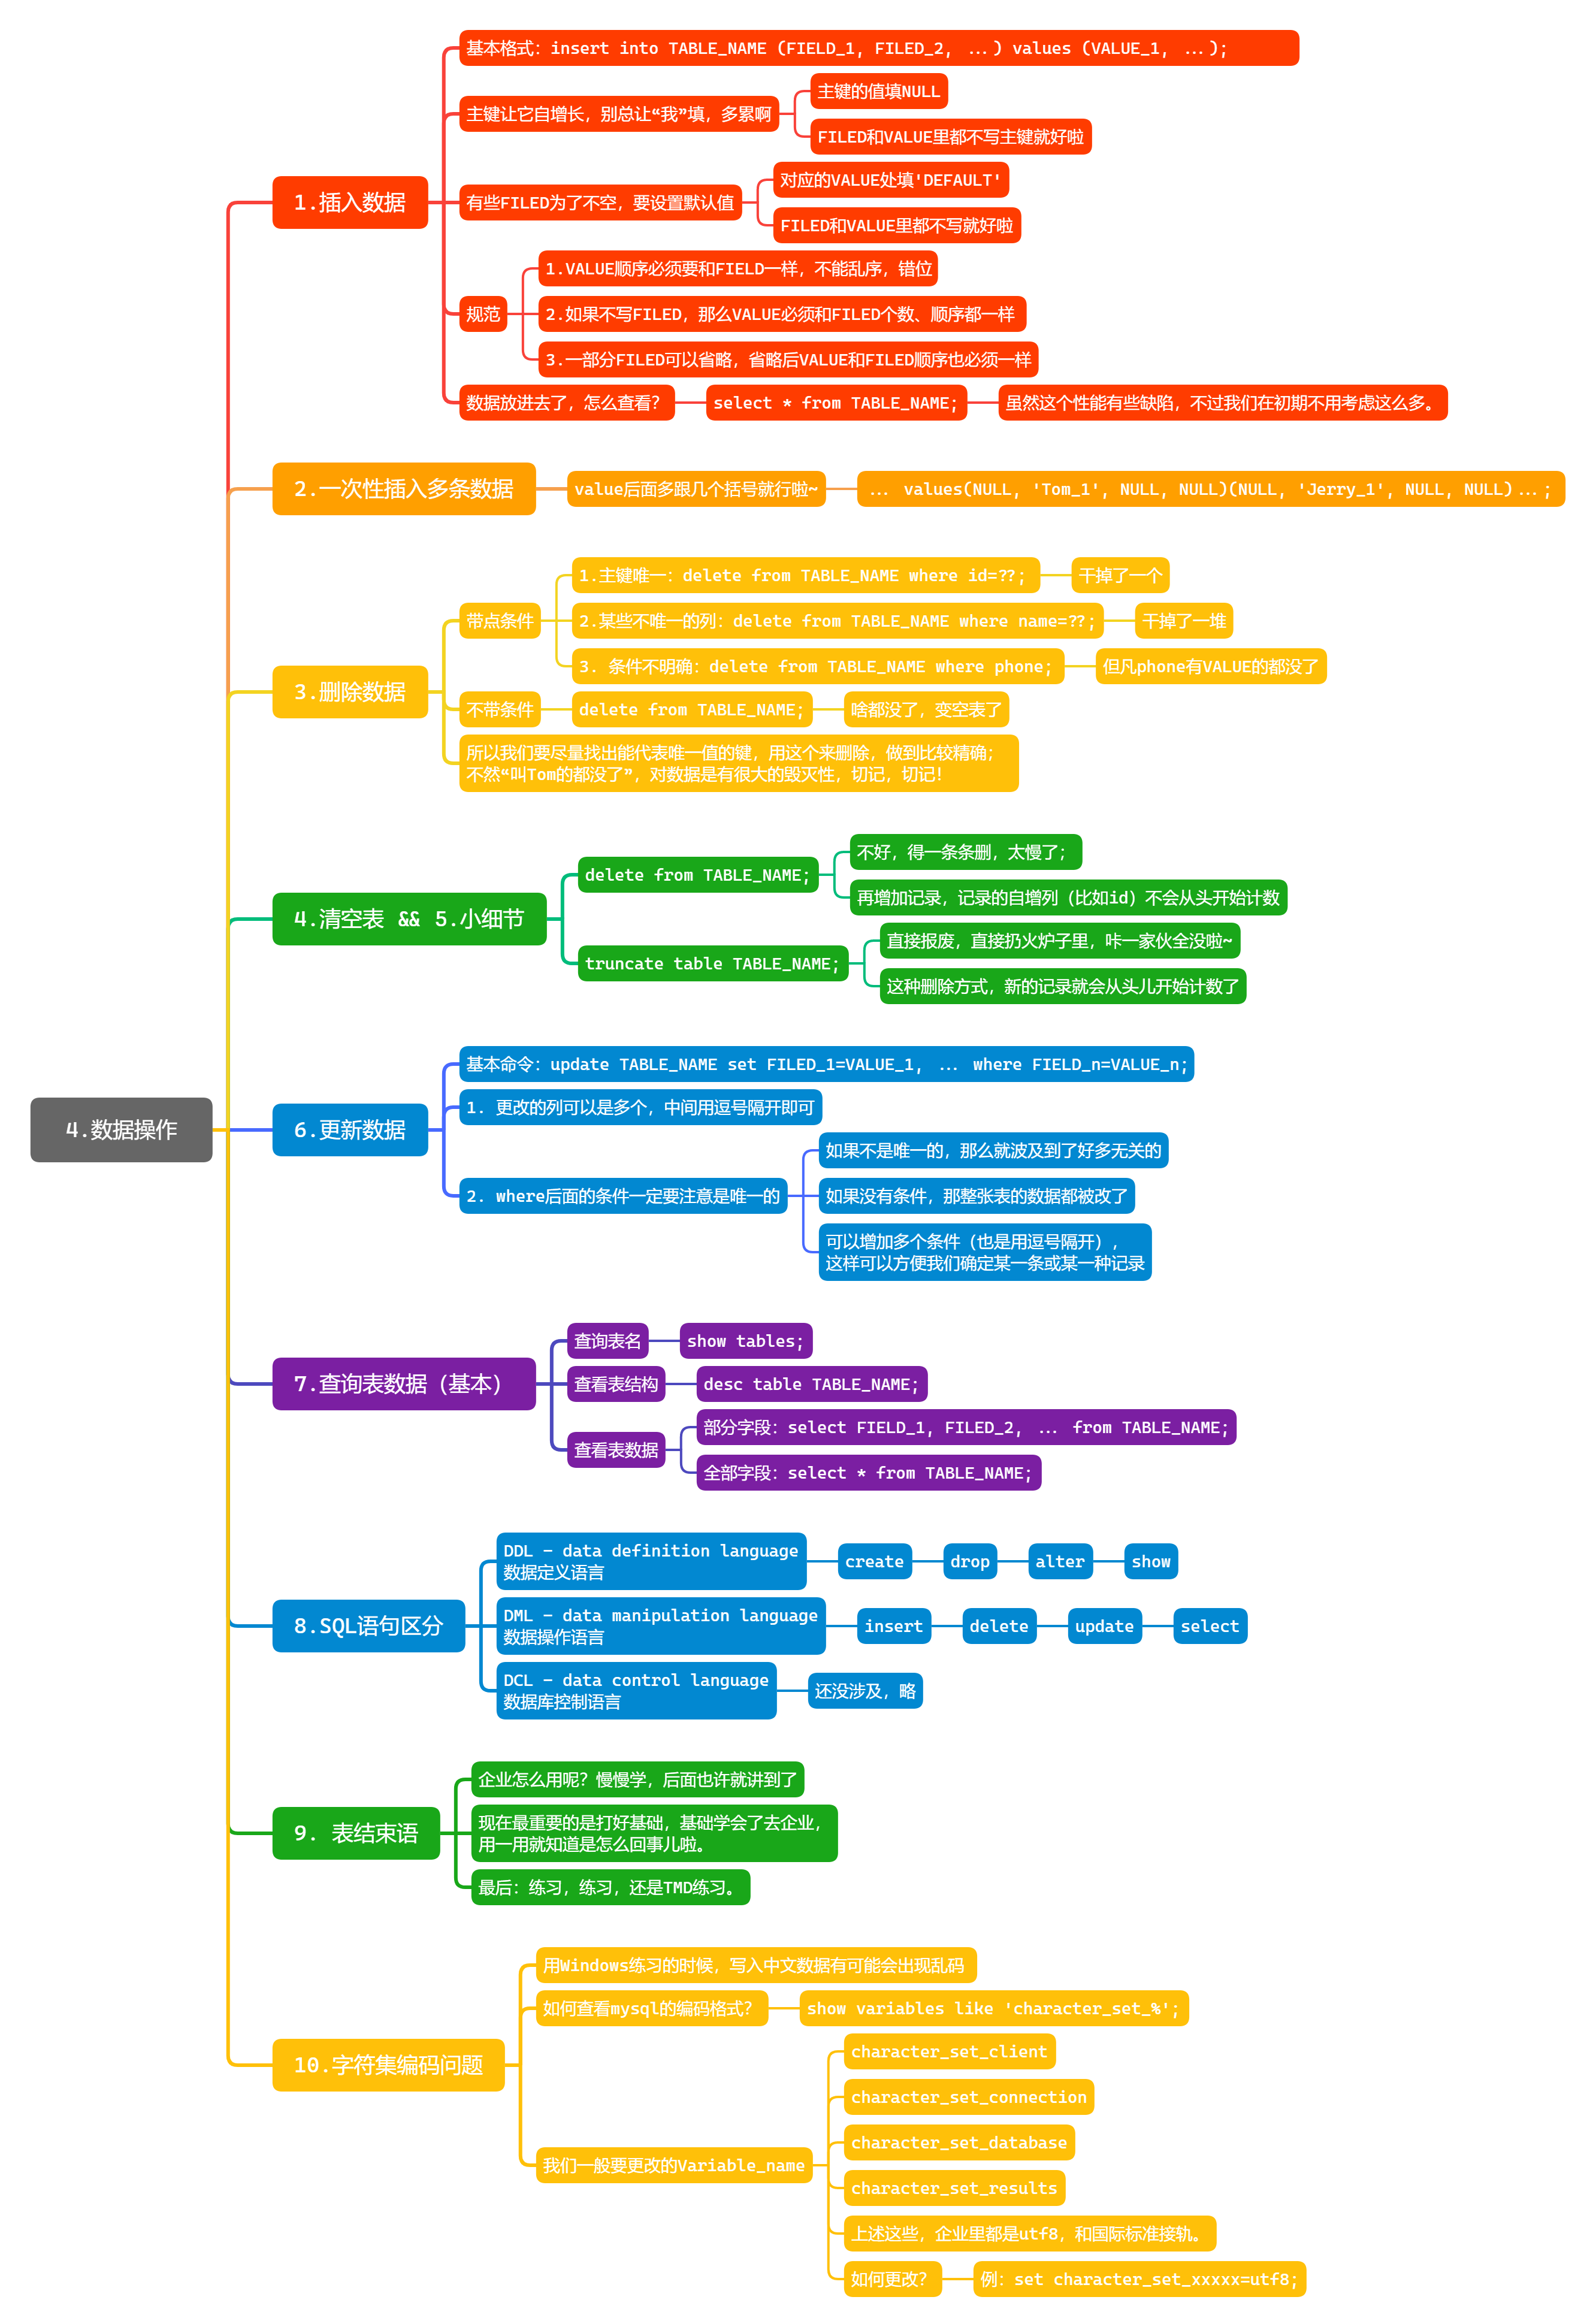 4.数据操作
1.插入数据
基本格式：insert into TABLE_NAME (FIELD_1, FILED_2, ...) values (VALUE_1, ...);
主键让它自增长，别总让“我”填，多累啊
主键的值填NULL
FILED和VALUE里都不写主键就好啦
有些FILED为了不空，要设置默认值
对应的VALUE处填'DEFAULT'
FILED和VALUE里都不写就好啦
规范
1.VALUE顺序必须要和FIELD一样，不能乱序，错位
2.如果不写FILED，那么VALUE必须和FILED个数、顺序都一样
3.一部分FILED可以省略，省略后VALUE和FILED顺序也必须一样
数据放进去了，怎么查看？
select * from TABLE_NAME;
虽然这个性能有些缺陷，不过我们在初期不用考虑这么多。
2.一次性插入多条数据
value后面多跟几个括号就行啦~
... values(NULL, 'Tom_1', NULL, NULL)(NULL, 'Jerry_1', NULL, NULL)...;
3.删除数据
带点条件
1.主键唯一：delete from TABLE_NAME where id=??;
干掉了一个
2.某些不唯一的列：delete from TABLE_NAME where name=??;
干掉了一堆
3. 条件不明确：delete from TABLE_NAME where phone;
但凡phone有VALUE的都没了
不带条件
delete from TABLE_NAME;
啥都没了，变空表了
所以我们要尽量找出能代表唯一值的键，用这个来删除，做到比较精确；
不然“叫Tom的都没了”，对数据是有很大的毁灭性，切记，切记！
4.清空表 && 5.小细节
delete from TABLE_NAME;
不好，得一条条删，太慢了；
再增加记录，记录的自增列（比如id）不会从头开始计数
truncate table TABLE_NAME;
直接报废，直接扔火炉子里，咔一家伙全没啦~
这种删除方式，新的记录就会从头儿开始计数了
6.更新数据
基本命令：update TABLE_NAME set FILED_1=VALUE_1, ... where FIELD_n=VALUE_n;
1. 更改的列可以是多个，中间用逗号隔开即可
2. where后面的条件一定要注意是唯一的
如果不是唯一的，那么就波及到了好多无关的
如果没有条件，那整张表的数据都被改了
可以增加多个条件（也是用逗号隔开），
这样可以方便我们确定某一条或某一种记录
7.查询表数据（基本）
查询表名
show tables;
查看表结构
desc table TABLE_NAME;
查看表数据
部分字段：select FIELD_1, FILED_2, ... from TABLE_NAME;
全部字段：select * from TABLE_NAME;
8.SQL语句区分
DDL - data definition language
数据定义语言
create
drop
alter
show
DML - data manipulation language
数据操作语言
insert
delete
update
select
DCL - data control language
数据库控制语言
还没涉及，略
9. 表结束语
企业怎么用呢？慢慢学，后面也许就讲到了
现在最重要的是打好基础，基础学会了去企业，
用一用就知道是怎么回事儿啦。
最后：练习，练习，还是TMD练习。
10.字符集编码问题
用Windows练习的时候，写入中文数据有可能会出现乱码
如何查看mysql的编码格式？
show variables like 'character_set_%';
我们一般要更改的Variable_name
character_set_client
character_set_connection
character_set_database
character_set_results
上述这些，企业里都是utf8，和国际标准接轨。
如何更改？
例：set character_set_xxxxx=utf8;